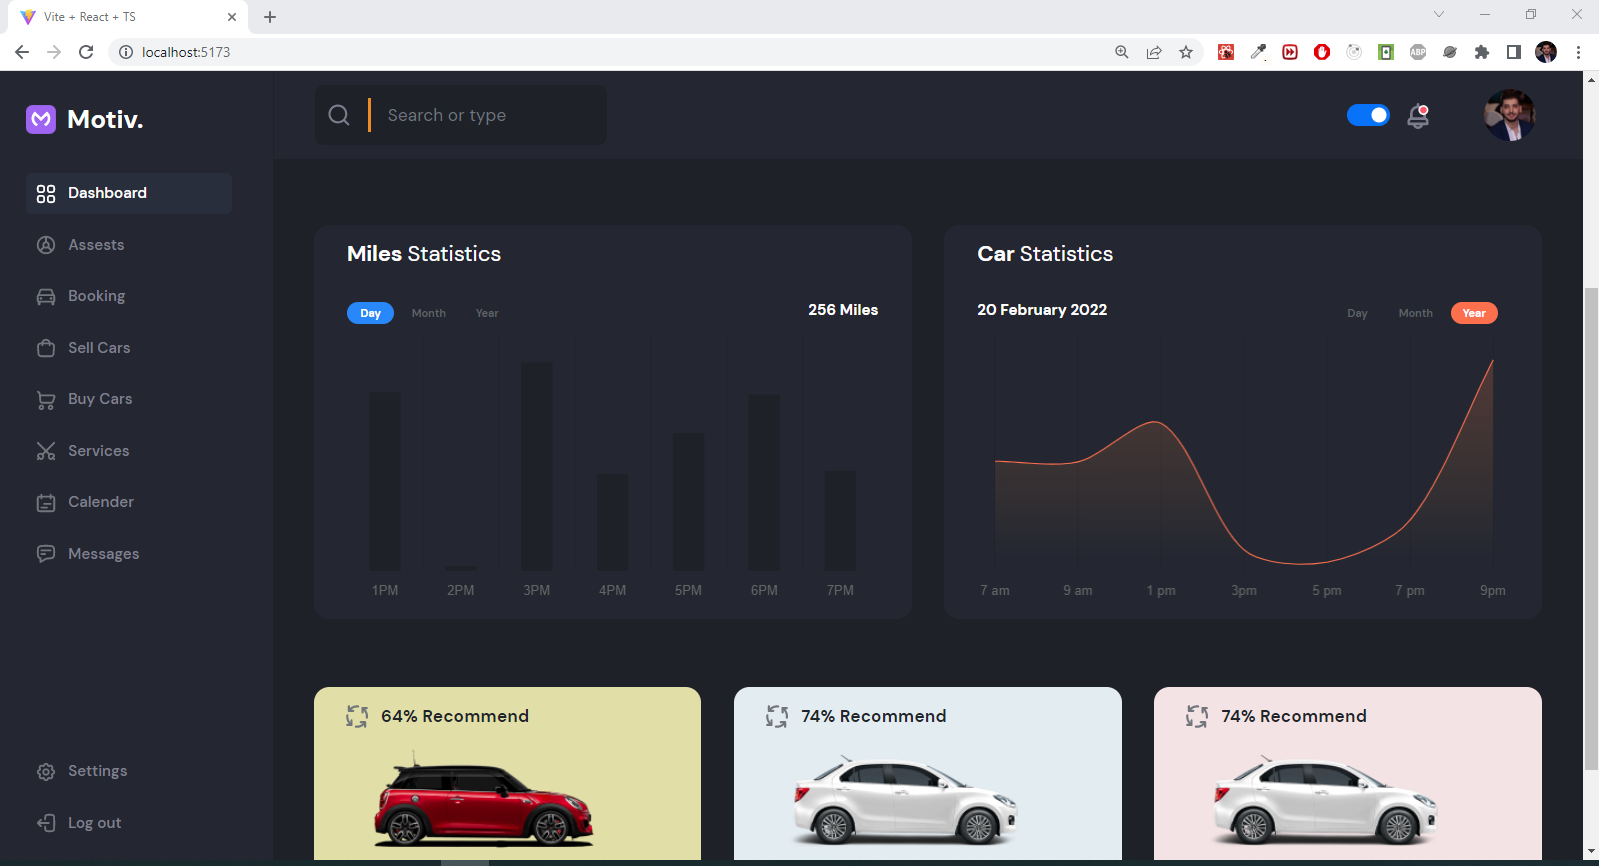 Vite + React + TS
localhost:5173
ABP
Motiv.
Search or type
Dashboard
Assests
Booking
Sell Cars
Buy Cars
Services
Calender
Messages
Settings
Log out
Miles Statistics
Day Month Year
256 Miles
1PM 2PM 3PM 4PM 5PM 6PM 7PM
Car Statistics
20 February 2022
Day Month Year
7 am 9 am 1 pm 3pm 5 pm 7 pm 9pm
64% Recommend
74% Recommend
74% Recommend